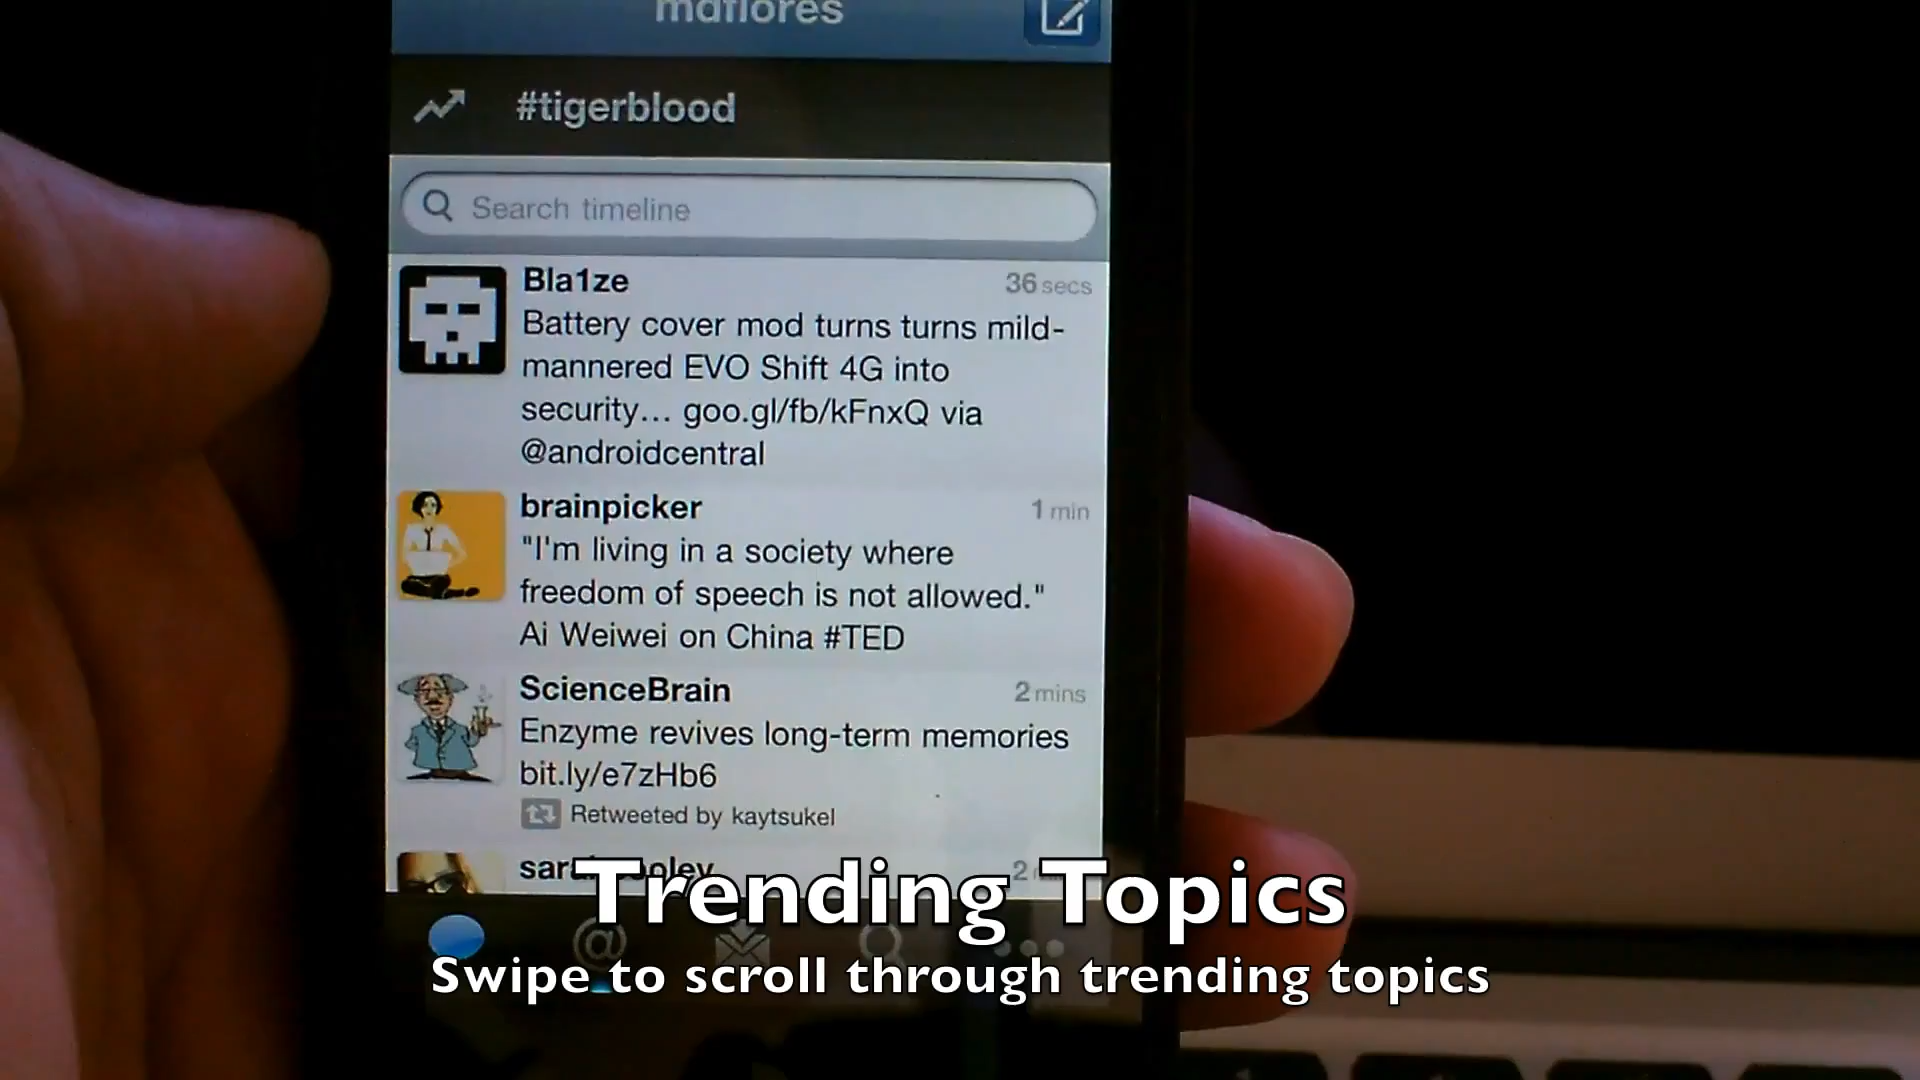 mdflores
#tigerblood
Search timeline
Bla1ze 36 secs
Battery cover mod turns turns mild-
mannered EVO Shift 4G into
security... goo.gl/fb/kFnxQ via
@androidcentral
brainpicker 1 min
"I'm living in a society where
freedom of speech is not allowed."
Ai Weiwei on China #TED
ScienceBrain 2 mins
Enzyme revives long-term memories
bit.ly/e7zHb6
Retweeted by kaytsukel
Trending Topics
Swipe to scroll through trending topics